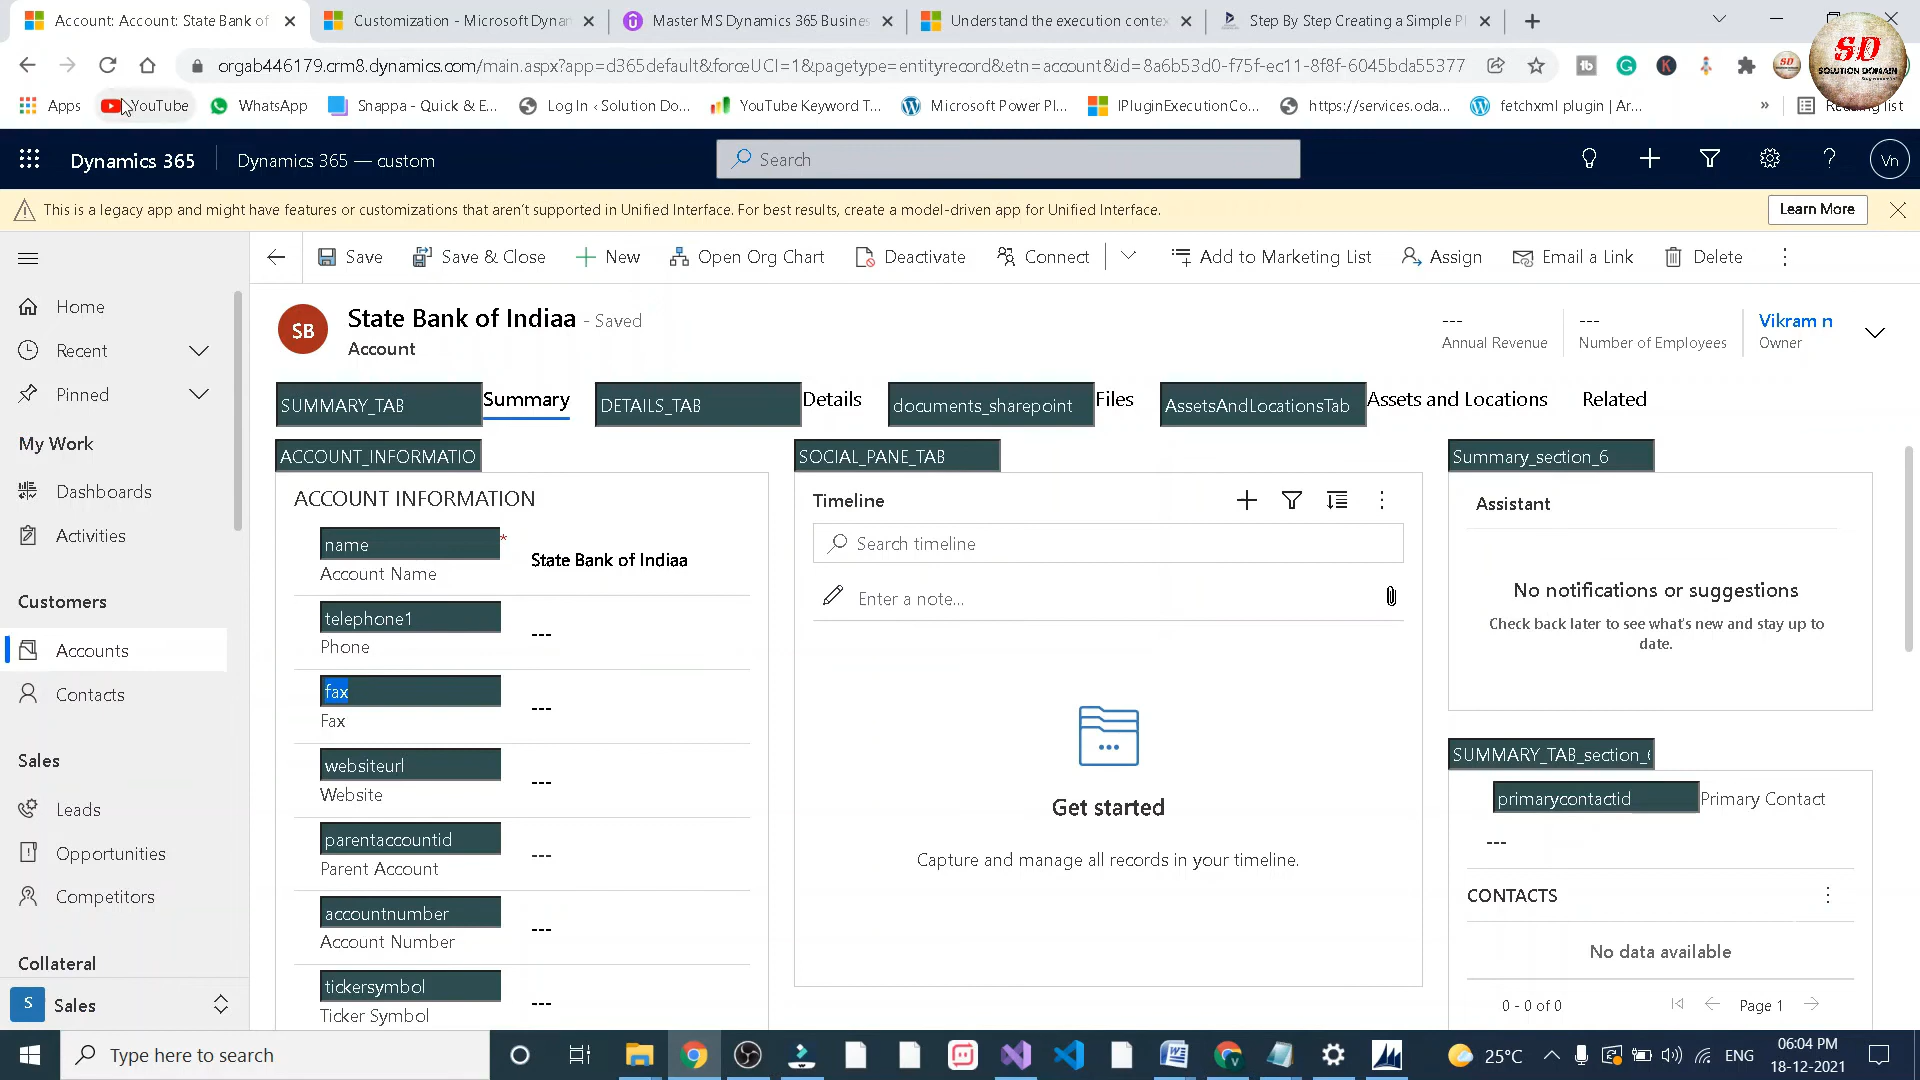 Account: Account: State Bank of
Customization - Microsoft Dynan
Master MS Dynamics 365 Busines
Understand the execution contex
Step By Step Creating a Simple Pl
orgab446179.crm8.dynamics.com/main.aspx?app=d365default&forceUCI=1&pagetype=entityrecord&etn=account&id=8a6b53d0-f75f-ec11-8f8f-6045bda55377
SD
SOLUTION DOMAIN
Apps
YouTube
WhatsApp
Snappa - Quick & E...
Log In ‹ Solution Do...
YouTube Keyword T...
Microsoft Power Pl...
IPluginExecutionCo...
https://services.oda...
fetchxml plugin | Ar...
»
Reading list
Dynamics 365
Dynamics 365 — custom
Search
Vn
This is a legacy app and might have features or customizations that aren't supported in Unified Interface. For best results, create a model-driven app for Unified Interface.
Learn More
Save
Save & Close
New
Open Org Chart
Deactivate
Connect
Add to Marketing List
Assign
Email a Link
Delete
Home
Recent
Pinned
My Work
Dashboards
Activities
Customers
Accounts
Contacts
Sales
Leads
Opportunities
Competitors
Collateral
S Sales
SB
State Bank of Indiaa - Saved
Account
---
Annual Revenue
---
Number of Employees
Vikram n
Owner
SUMMARY_TAB Summary
DETAILS_TAB Details
documents_sharepoint Files
AssetsAndLocationsTab Assets and Locations
Related
ACCOUNT_INFORMATIO
ACCOUNT INFORMATION
name *
Account Name
State Bank of Indiaa
telephone1
Phone
---
fax
Fax
---
websiteurl
Website
---
parentaccountid
Parent Account
---
accountnumber
Account Number
---
tickersymbol
Ticker Symbol
---
SOCIAL_PANE_TAB
Timeline
Search timeline
Enter a note...
Get started
Capture and manage all records in your timeline.
Summary_section_6
Assistant
No notifications or suggestions
Check back later to see what's new and stay up to
date.
SUMMARY_TAB_section_6
primarycontactid Primary Contact
---
CONTACTS
No data available
0 - 0 of 0
Page 1
Type here to search
25°C
ENG
06:04 PM
18-12-2021